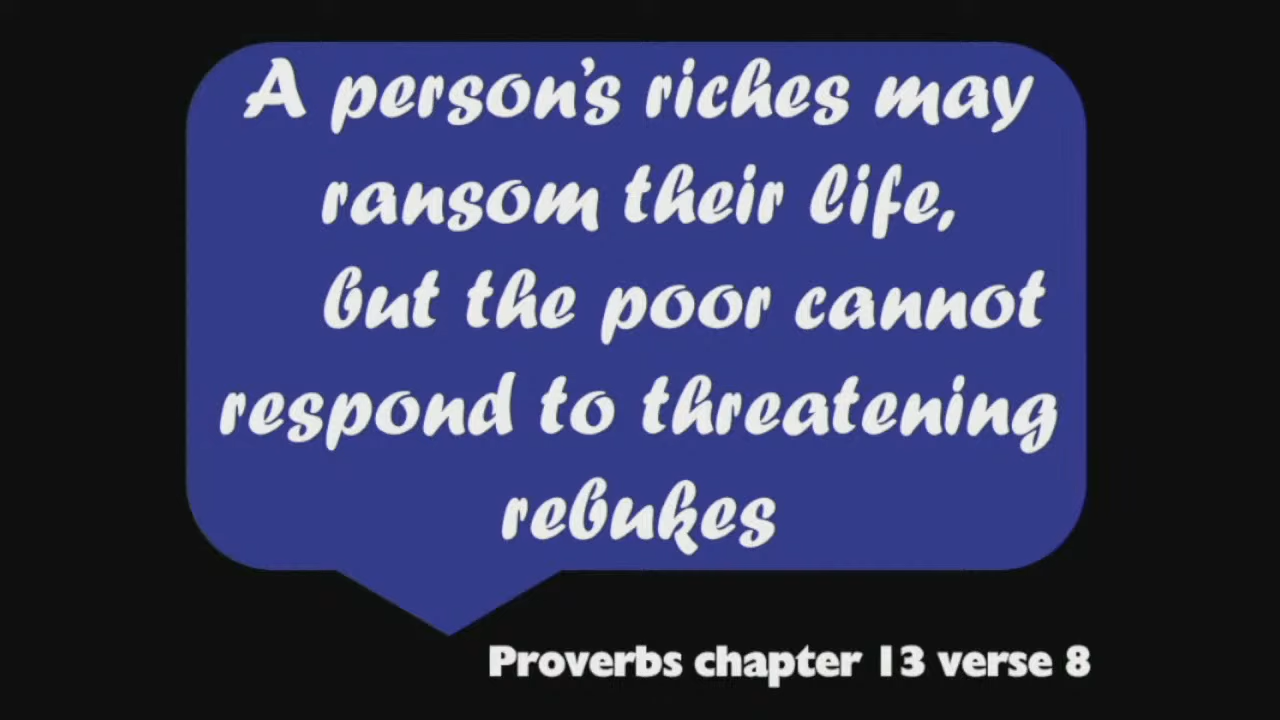 A person's riches may
ransom their life,
but the poor cannot
respond to threatening
rebukes
Proverbs chapter 13 verse 8